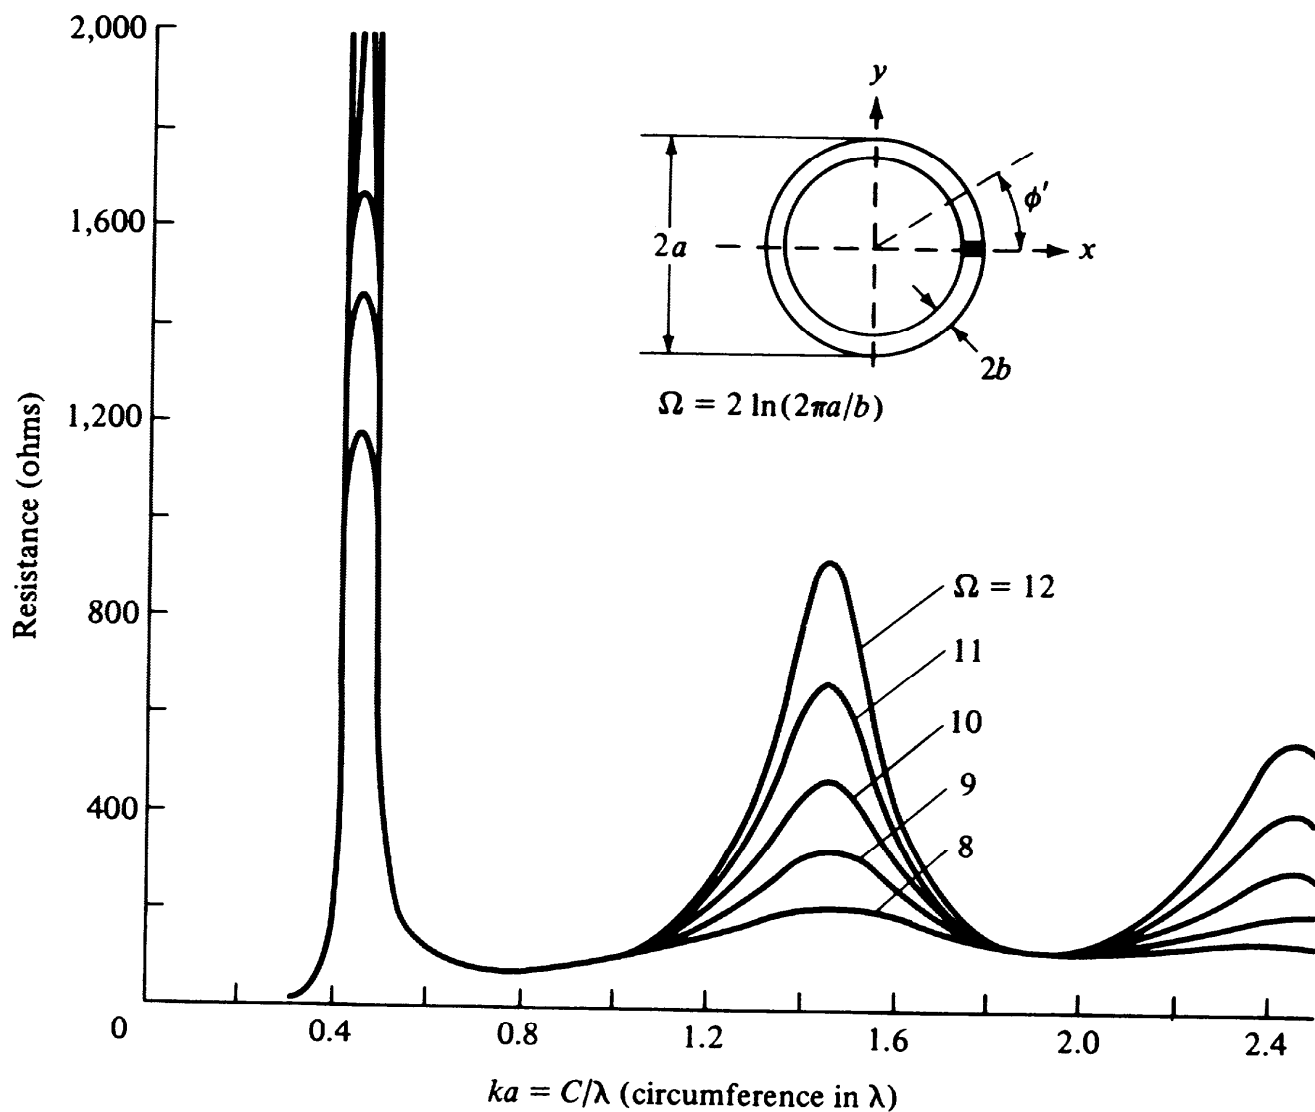 2,000
1,600
1,200
800
400
0
Resistance (ohms)
y
ϕ′
2a
x
2b
Ω = 2 ln(2πa/b)
Ω = 12
11
10
9
8
0.4
0.8
1.2
1.6
2.0
2.4
ka = C/λ (circumference in λ)